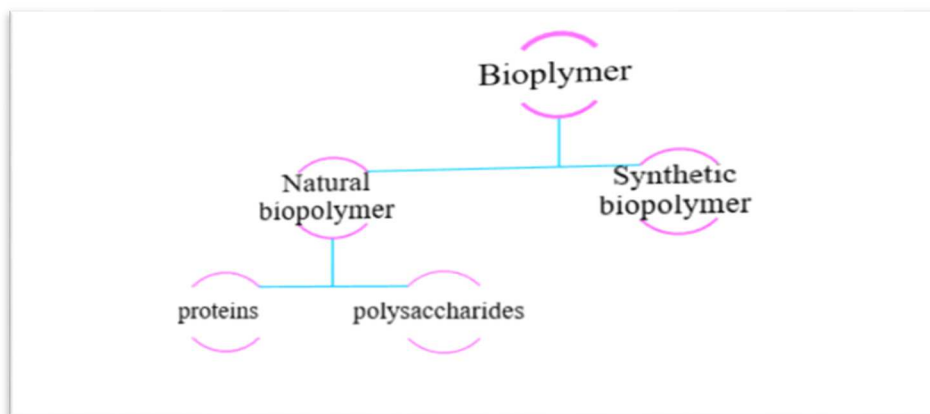 Bioplymer
Natural
biopolymer
Synthetic
biopolymer
proteins
polysaccharides